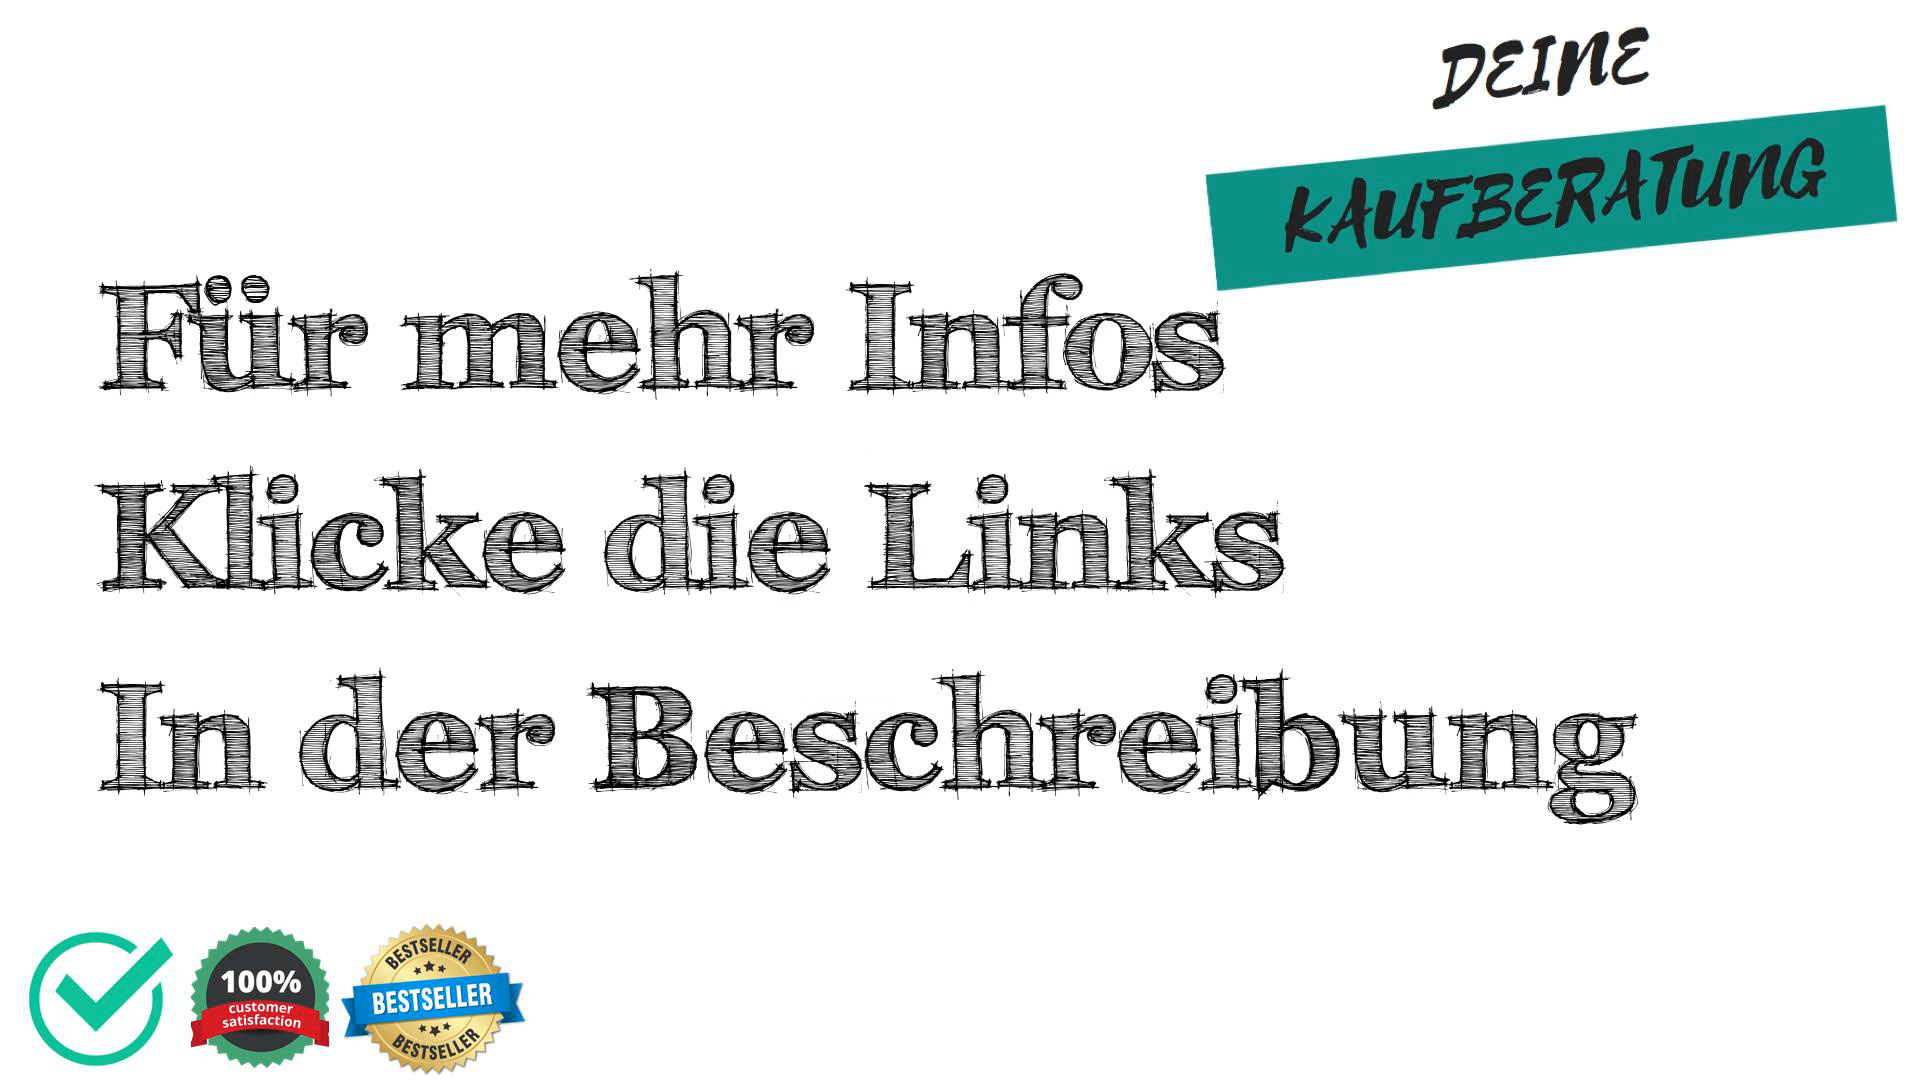 DEINE
KAUFBERATUNG
Für mehr Infos
Klicke die Links
In der Beschreibung
100%
customer
satisfaction
BESTSELLER
BESTSELLER
BESTSELLER